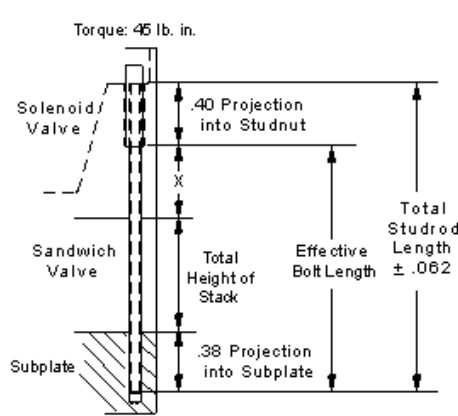 Torque: 45 lb. in.
Solenoid
Valve
.40 Projection
into Studnut
X
Sandwich
Valve
Total
Height of
Stack
Effective
Bolt Length
Total
Studrod
Length
± .062
Subplate
.38 Projection
into Subplate